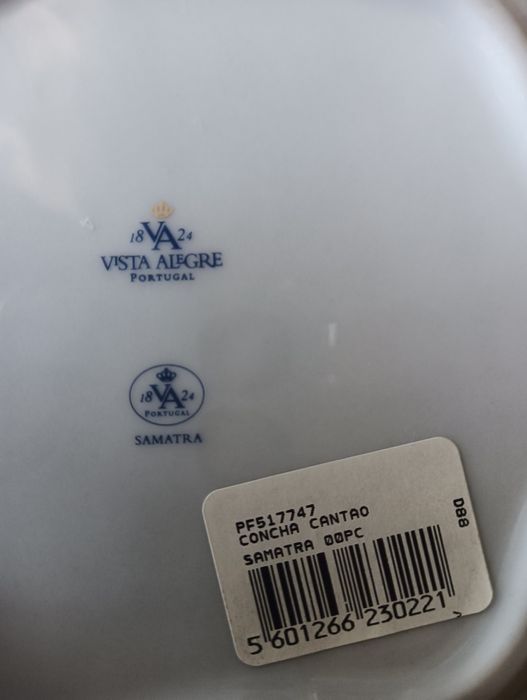 18 VA 24
VISTA ALEGRE
PORTUGAL
18 VA 24
PORTUGAL
SAMATRA
PF517747
CONCHA CANTAO
SAMATRA 00PC
D88
5 601266 230221 >